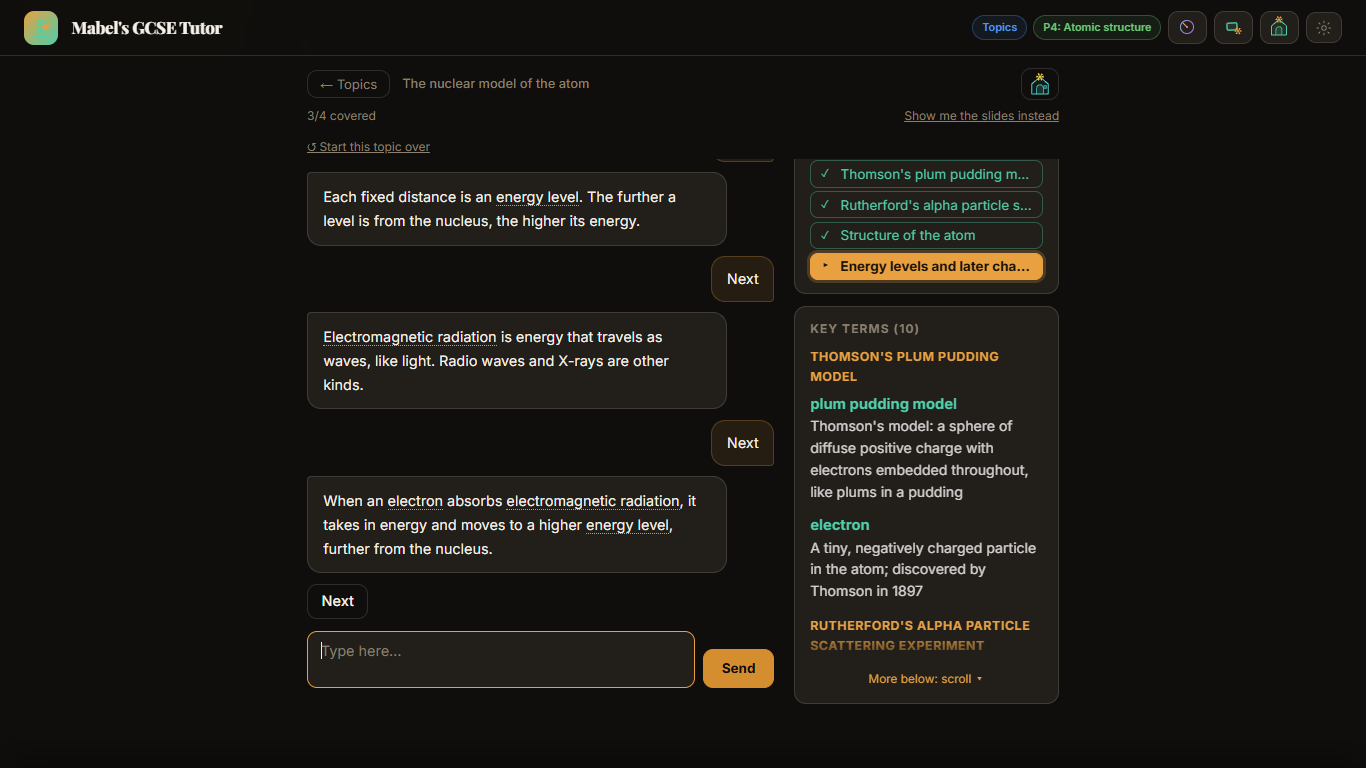 Mabel's GCSE Tutor
Topics
P4: Atomic structure
← Topics
The nuclear model of the atom
3/4 covered
Show me the slides instead
↺ Start this topic over
Each fixed distance is an energy level. The further a
level is from the nucleus, the higher its energy.
Next
Electromagnetic radiation is energy that travels as
waves, like light. Radio waves and X-rays are other
kinds.
Next
When an electron absorbs electromagnetic radiation, it
takes in energy and moves to a higher energy level,
further from the nucleus.
Next
Type here...
Send
✓ Thomson's plum pudding m...
✓ Rutherford's alpha particle s...
✓ Structure of the atom
‣ Energy levels and later cha...
KEY TERMS (10)
THOMSON'S PLUM PUDDING
MODEL
plum pudding model
Thomson's model: a sphere of
diffuse positive charge with
electrons embedded throughout,
like plums in a pudding
electron
A tiny, negatively charged particle
in the atom; discovered by
Thomson in 1897
RUTHERFORD'S ALPHA PARTICLE
SCATTERING EXPERIMENT
More below: scroll ▾